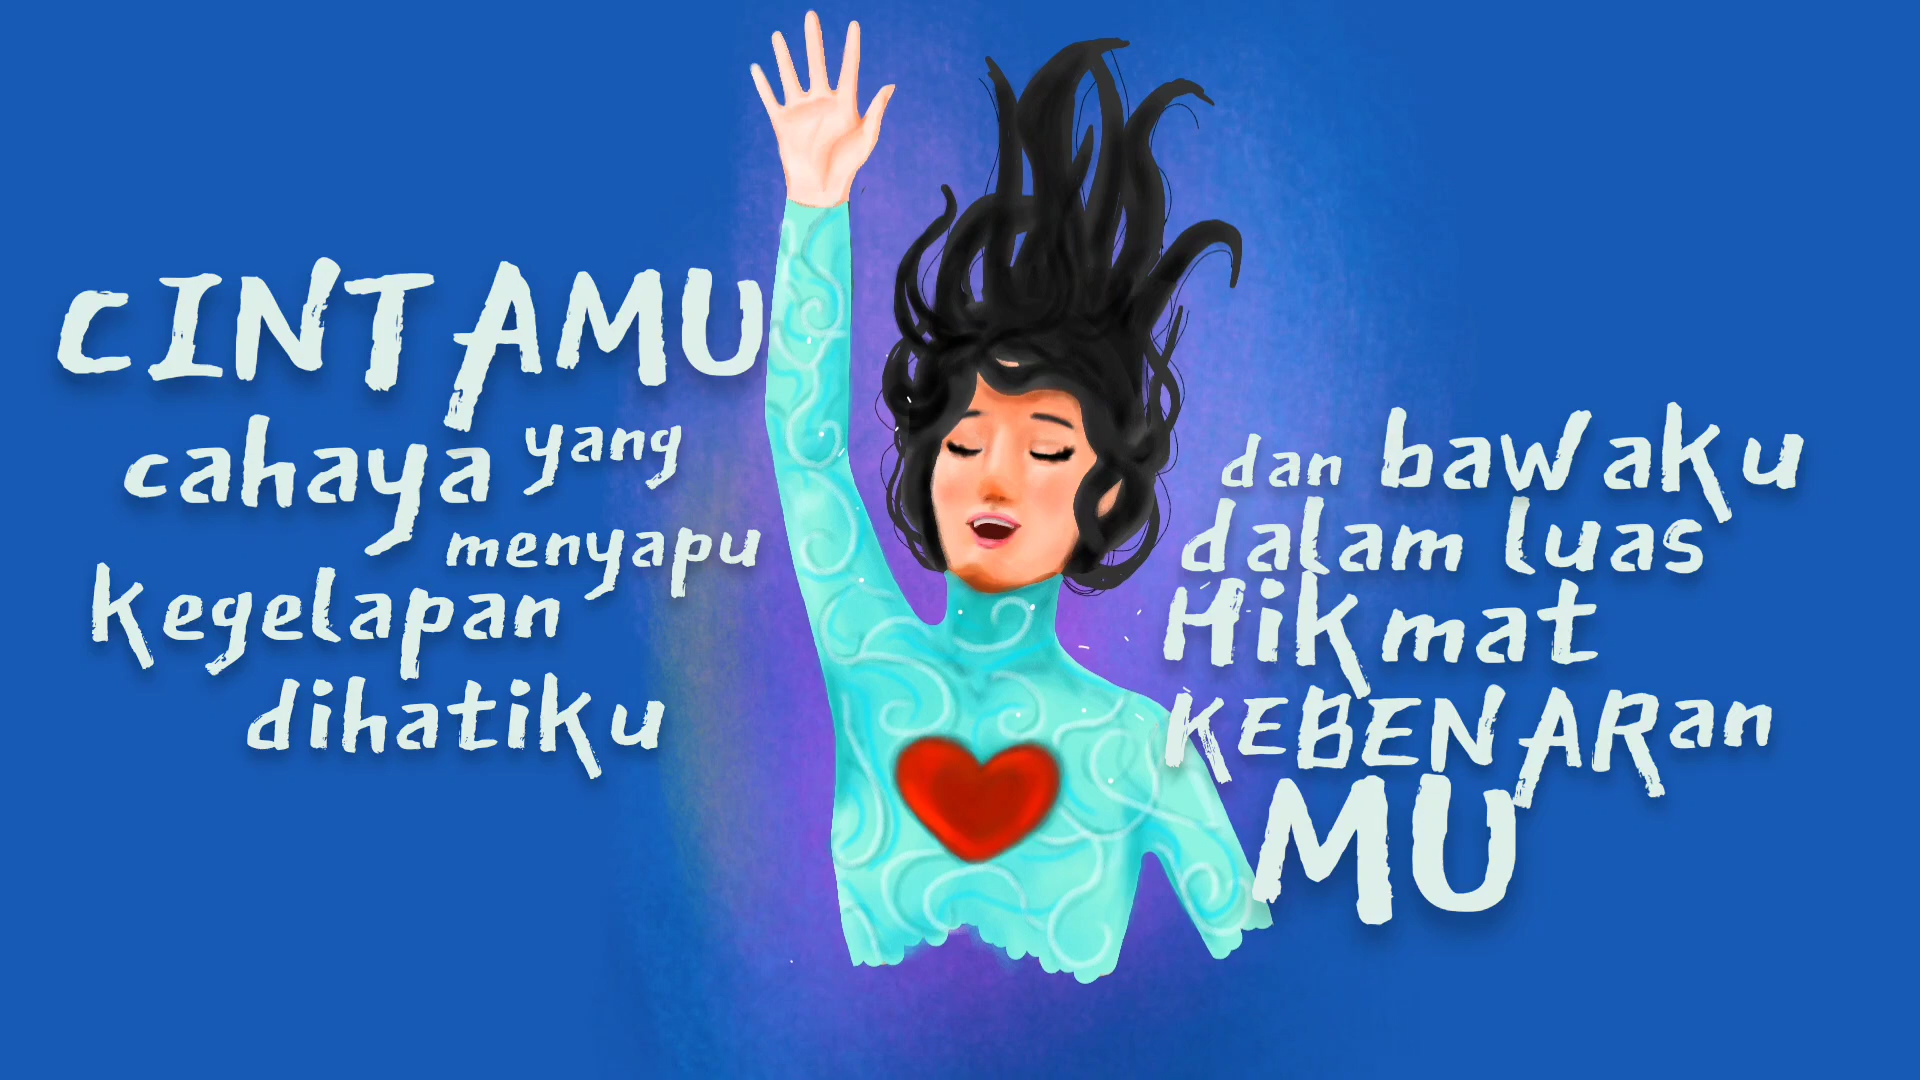 CINTAMU
cahaya yang
menyapu
kegelapan
dihatiku
dan bawaku
dalam luas
Hikmat
KEBENARan
MU